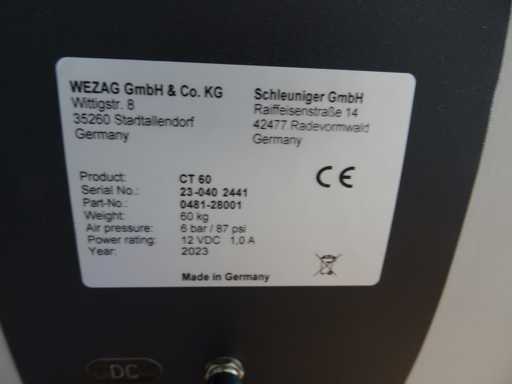 WEZAG GmbH & Co. KG
Wittigstr. 8
35260 Stadtallendorf
Germany
Schleuniger GmbH
Raiffeisenstraße 14
42477 Radevormwald
Germany
Product: CT 60
Serial No.: 23-040 2441
Part-No.: 0481-28001
Weight: 60 kg
Air pressure: 6 bar / 87 psi
Power rating: 12 VDC 1,0 A
Year: 2023
CE
Made in Germany
DC